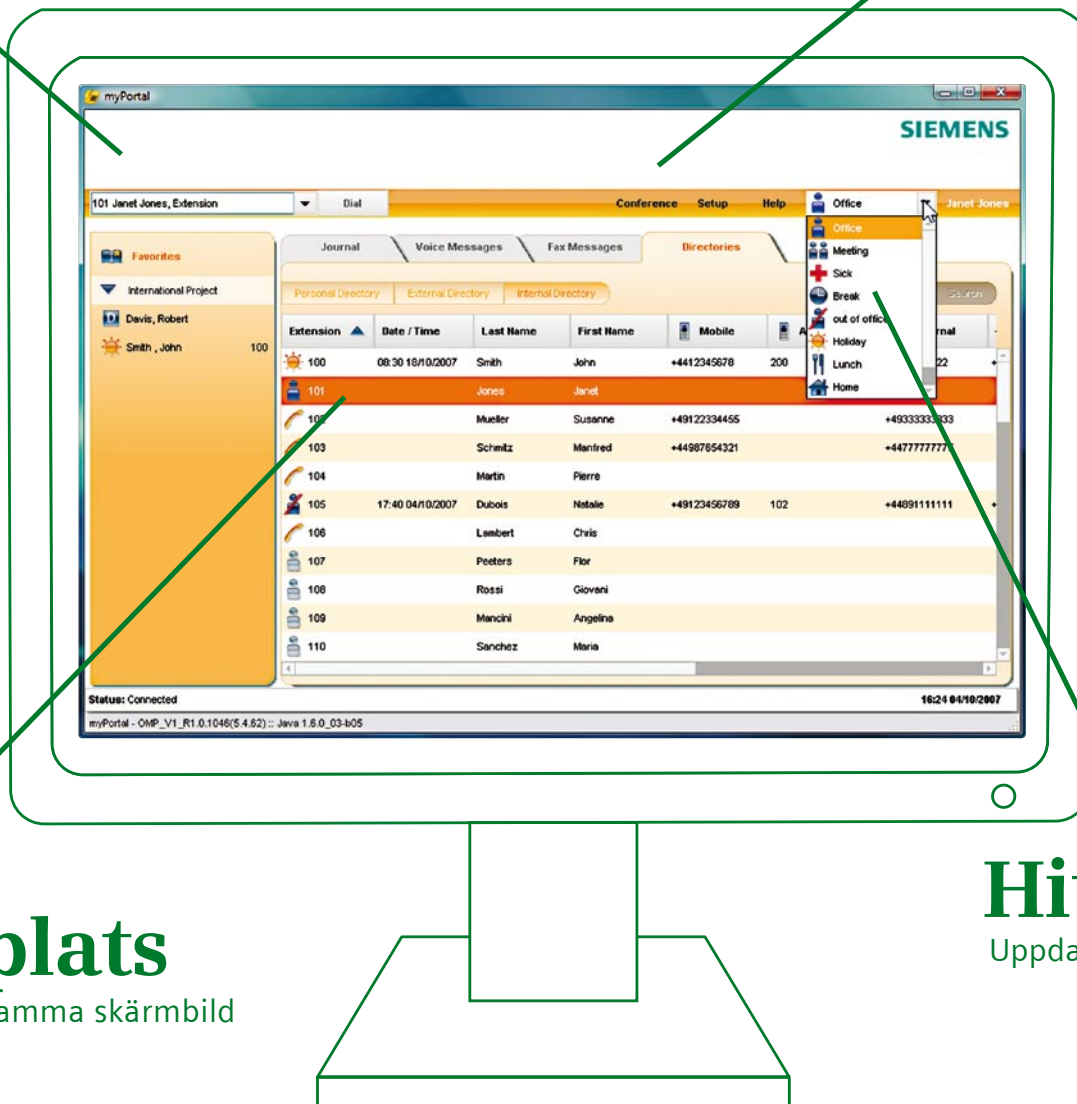 myPortal
SIEMENS
101 Janet Jones, Extension Dial Conference Setup Help Office Janet Jones
Office
Meeting
Sick
Break
out of office
Holiday
Lunch
Home
Favorites
International Project
Davis, Robert
Smith , John 100
Journal Voice Messages Fax Messages Directories
Personal Directory External Directory Internal Directory Search
Extension Date / Time Last Name First Name Mobile A rnal
100 08:30 18/10/2007 Smith John +4412345678 200 22 +
101 Jones Janet
102 Mueller Susanne +49122334455 +49333333333
103 Schmitz Manfred +44987654321
104 Martin Pierre
105 17:40 04/10/2007 Dubois Natalie +49123456789 102 +44891111111 +
106 Lambert Chris
107 Peeters Flor
108 Rossi Giovani
109 Mancini Angelina
110 Sanchez Maria
Status: Connected 16:24 04/10/2007
myPortal - OMP_V1_R1.0.1046(5.4.62) :: Java 1.6.0_03-b05
plats
amma skärmbild
Hi
Uppda